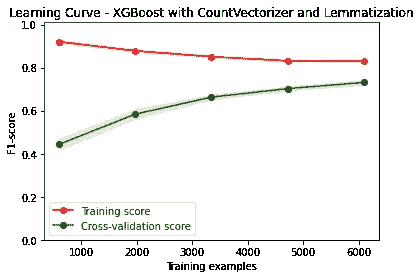 Learning Curve - XGBoost with CountVectorizer and Lemmatization
1.0
0.8
0.6
0.4
0.2
0.0
F1-score
Training score
Cross-validation score
1000 2000 3000 4000 5000 6000
Training examples